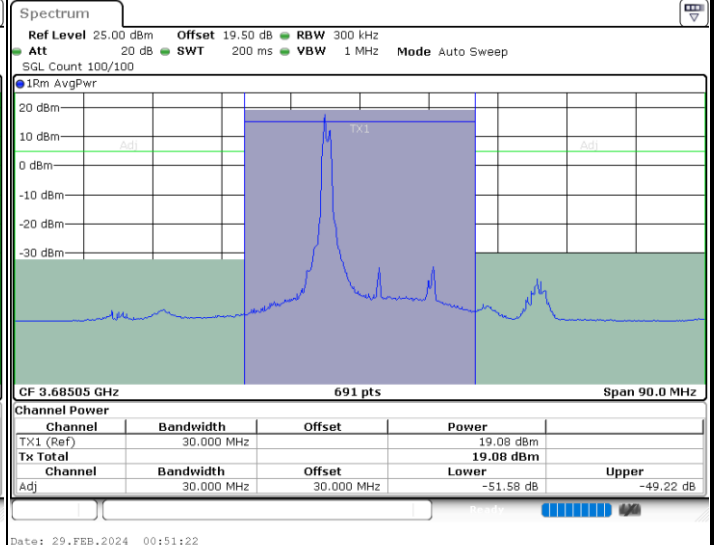 Spectrum
Ref Level 25.00 dBm Offset 19.50 dB RBW 300 kHz
Att 20 dB SWT 200 ms VBW 1 MHz Mode Auto Sweep
SGL Count 100/100
1Rm AvgPwr
20 dBm
TX1
10 dBm
Adj Adj
0 dBm
-10 dBm
-20 dBm
-30 dBm
CF 3.68505 GHz 691 pts Span 90.0 MHz
Channel Power
Channel Bandwidth Offset Power
TX1 (Ref) 30.000 MHz 19.08 dBm
Tx Total 19.08 dBm
Channel Bandwidth Offset Lower Upper
Adj 30.000 MHz 30.000 MHz -51.58 dB -49.22 dB
Ready
Date: 29.FEB.2024 00:51:22